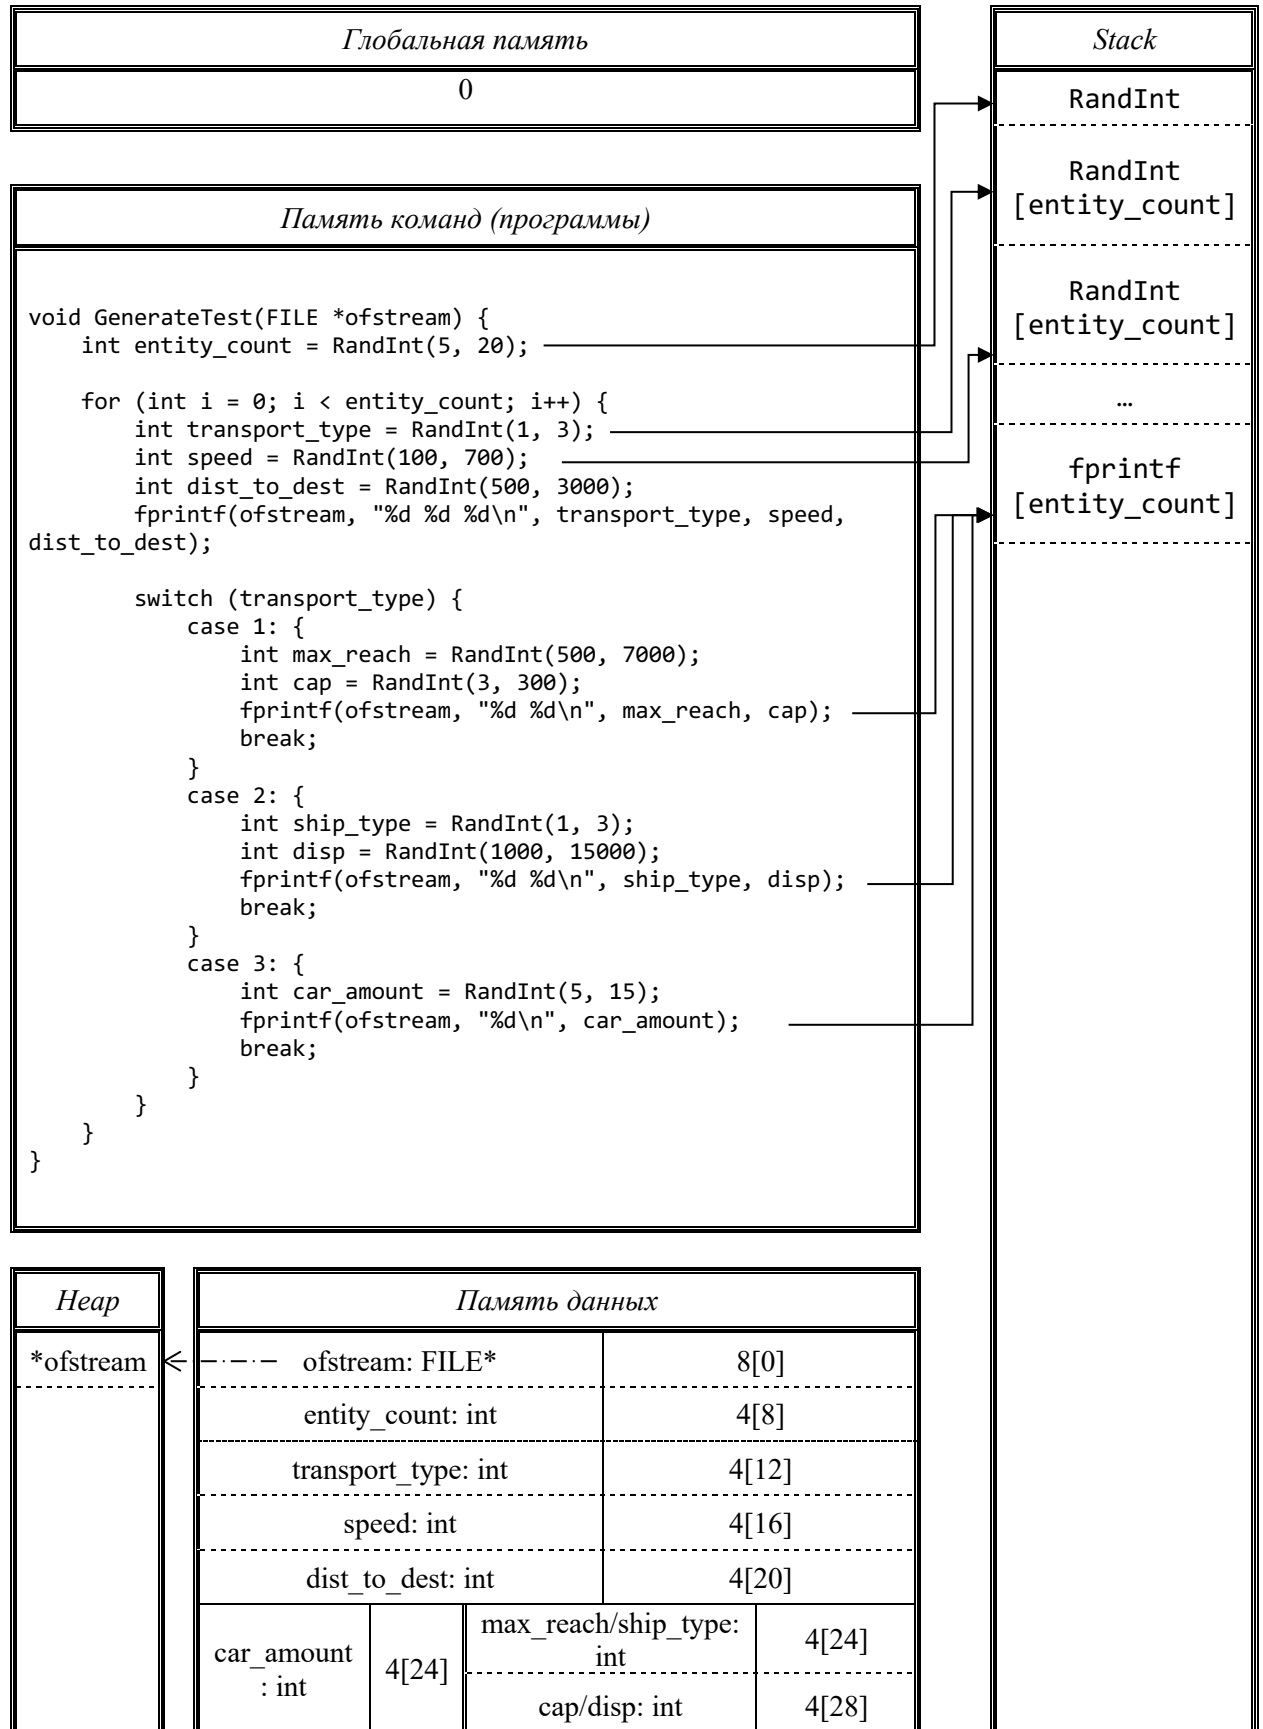 Глобальная память
0
Память команд (программы)
void GenerateTest(FILE *ofstream) {
    int entity_count = RandInt(5, 20);
    for (int i = 0; i < entity_count; i++) {
        int transport_type = RandInt(1, 3);
        int speed = RandInt(100, 700);
        int dist_to_dest = RandInt(500, 3000);
        fprintf(ofstream, "%d %d %d\n", transport_type, speed,
dist_to_dest);
        switch (transport_type) {
            case 1: {
                int max_reach = RandInt(500, 7000);
                int cap = RandInt(3, 300);
                fprintf(ofstream, "%d %d\n", max_reach, cap);
                break;
            }
            case 2: {
                int ship_type = RandInt(1, 3);
                int disp = RandInt(1000, 15000);
                fprintf(ofstream, "%d %d\n", ship_type, disp);
                break;
            }
            case 3: {
                int car_amount = RandInt(5, 15);
                fprintf(ofstream, "%d\n", car_amount);
                break;
            }
        }
    }
}
Stack
RandInt
RandInt
[entity_count]
RandInt
[entity_count]
…
fprintf
[entity_count]
Heap
*ofstream
Память данных
ofstream: FILE* 8[0]
entity_count: int 4[8]
transport_type: int 4[12]
speed: int 4[16]
dist_to_dest: int 4[20]
car_amount
: int
4[24]
max_reach/ship_type:
int
4[24]
cap/disp: int 4[28]